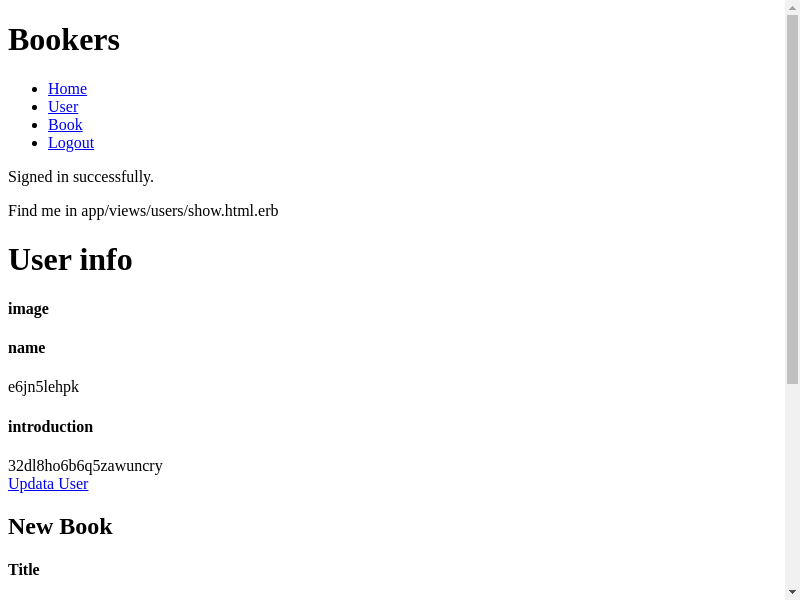 Bookers
Home
User
Book
Logout
Signed in successfully.
Find me in app/views/users/show.html.erb
User info
image
name
e6jn5lehpk
introduction
32dl8ho6b6q5zawuncry
Updata User
New Book
Title